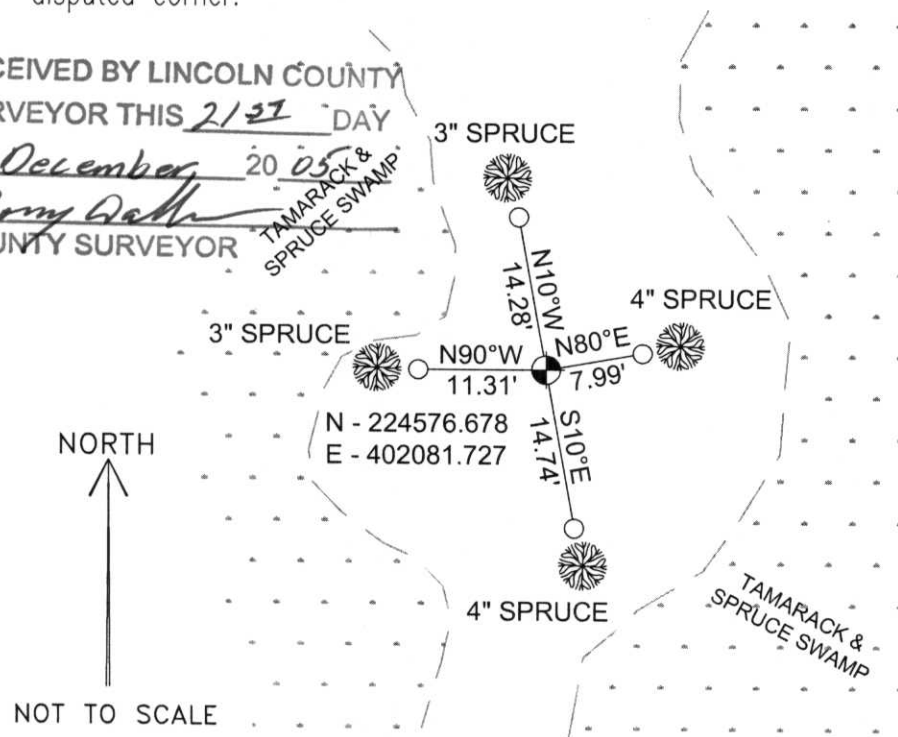 disputed corner.
CEIVED BY LINCOLN COUNTY
RVEYOR THIS 21st DAY
December, 20 05
UNTY SURVEYOR
TAMARACK &
SPRUCE SWAMP
3" SPRUCE
N10°W
14.28'
4" SPRUCE
N80°E
7.99'
3" SPRUCE
N90°W
11.31'
N - 224576.678
E - 402081.727
S10°E
14.74'
4" SPRUCE
NORTH
TAMARACK &
SPRUCE SWAMP
NOT TO SCALE